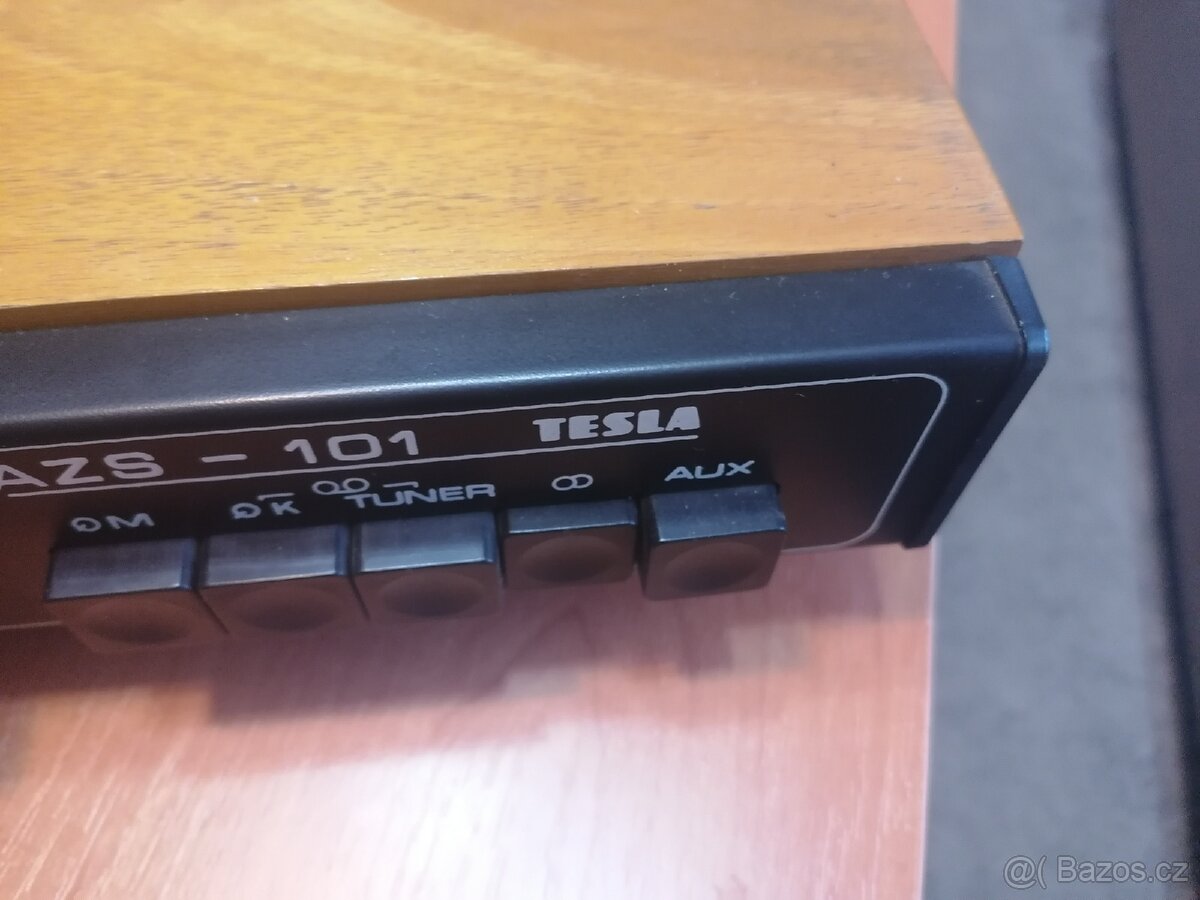 AZS - 101 TESLA
M K TUNER AUX
@( Bazos.cz